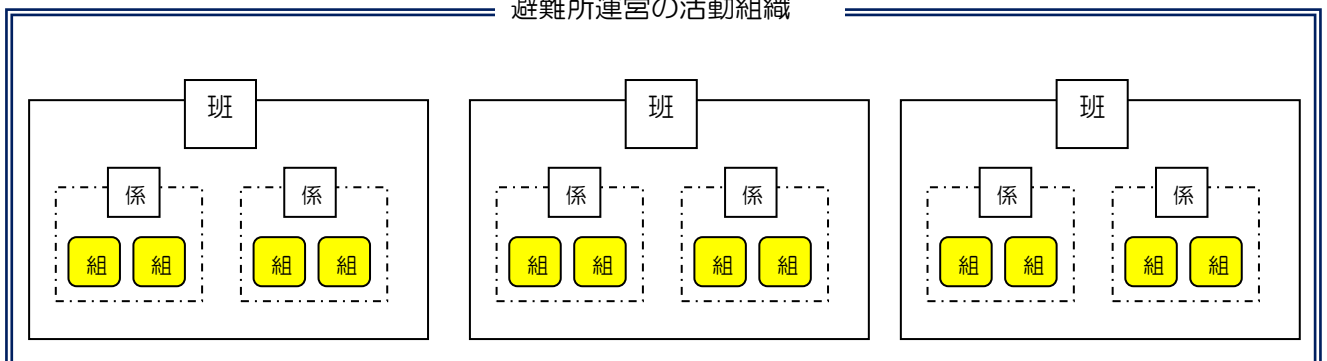 避難所運営の活動組織
班 班 班
係 係 係 係 係 係
組 組 組 組 組 組 組 組 組 組 組 組